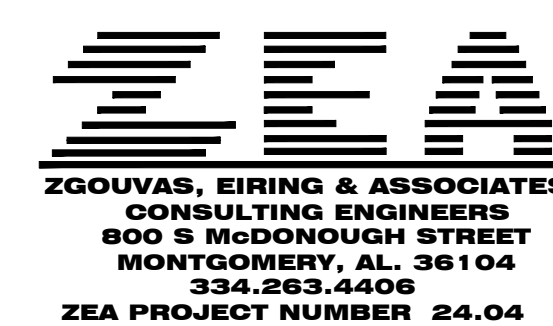 ZEA
ZGOUVAS, EIRING & ASSOCIATES
CONSULTING ENGINEERS
800 S McDONOUGH STREET
MONTGOMERY, AL. 36104
334.263.4406
ZEA PROJECT NUMBER 24.04